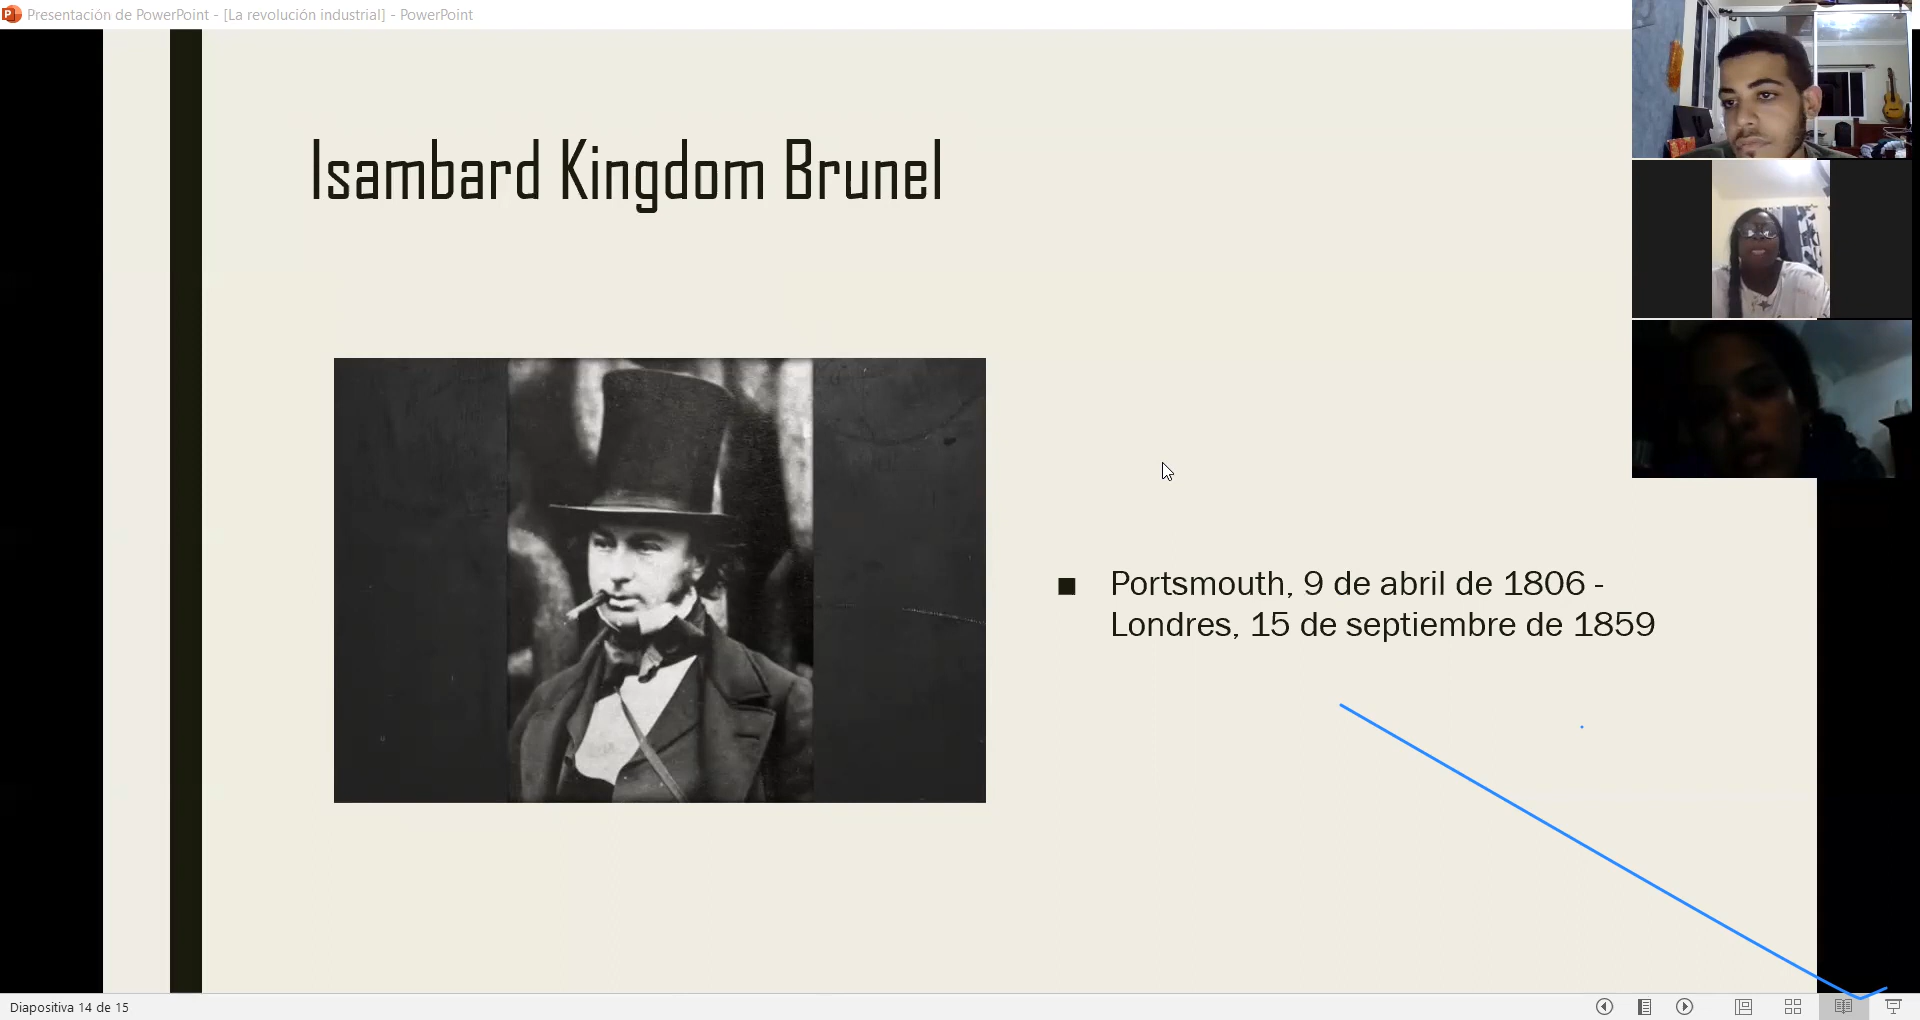 Presentación de PowerPoint - [La revolución industrial] - PowerPoint
Isambard Kingdom Brunel
Portsmouth, 9 de abril de 1806 -
Londres, 15 de septiembre de 1859
Diapositiva 14 de 15